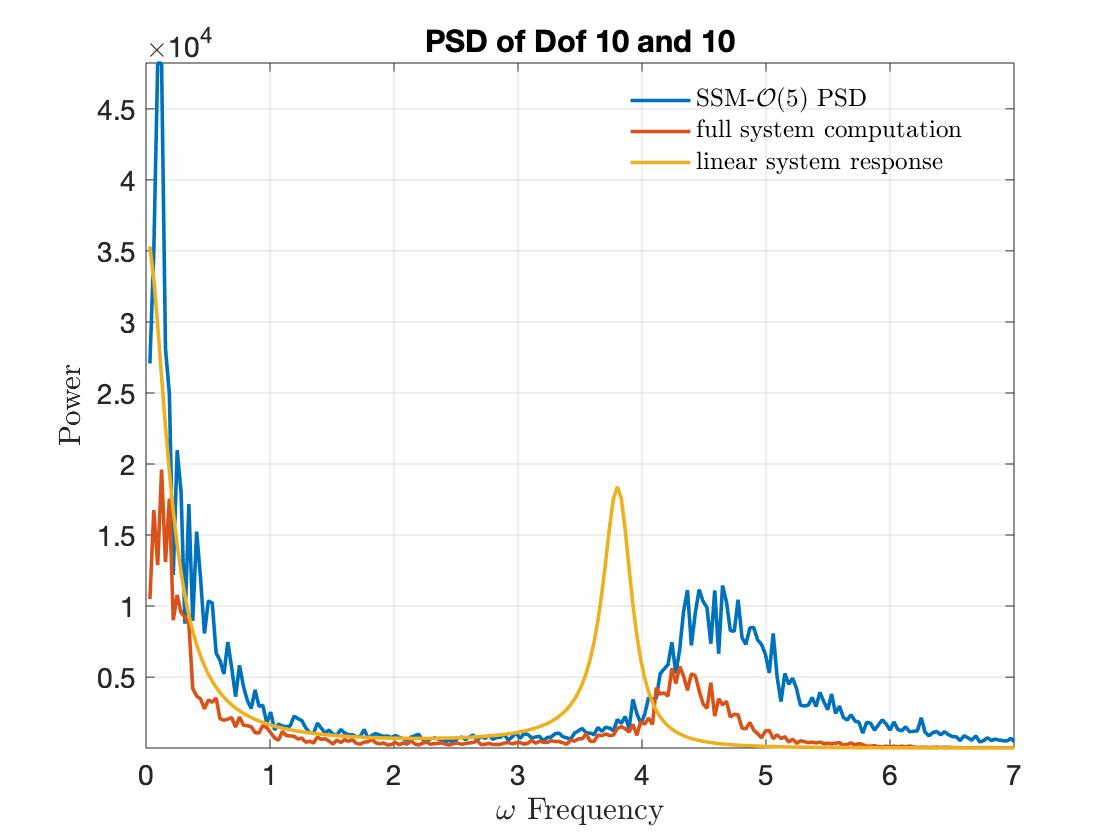 PSD of Dof 10 and 10
×10⁴
4.5
4
3.5
3
2.5
2
1.5
1
0.5
Power
SSM-𝒪(5) PSD
full system computation
linear system response
0 1 2 3 4 5 6 7
ω Frequency